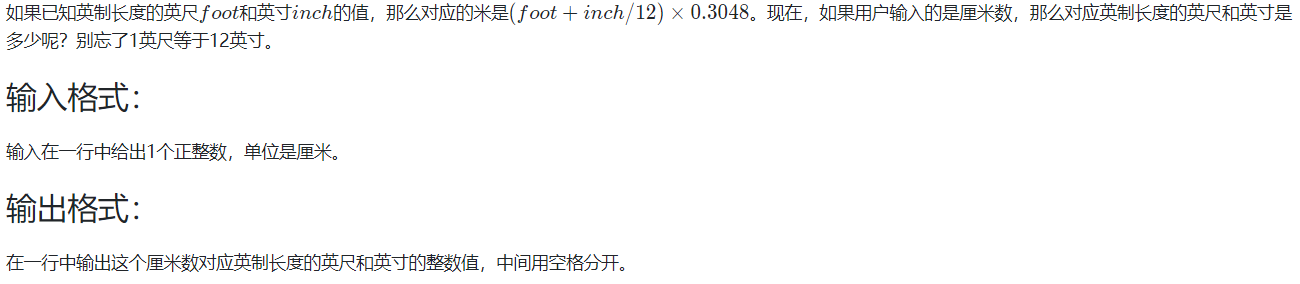 如果已知英制长度的英尺foot和英寸inch的值，那么对应的米是(foot + inch/12) × 0.3048。现在，如果用户输入的是厘米数，那么对应英制长度的英尺和英寸是
多少呢？别忘了1英尺等于12英寸。
输入格式：
输入在一行中给出1个正整数，单位是厘米。
输出格式：
在一行中输出这个厘米数对应英制长度的英尺和英寸的整数值，中间用空格分开。